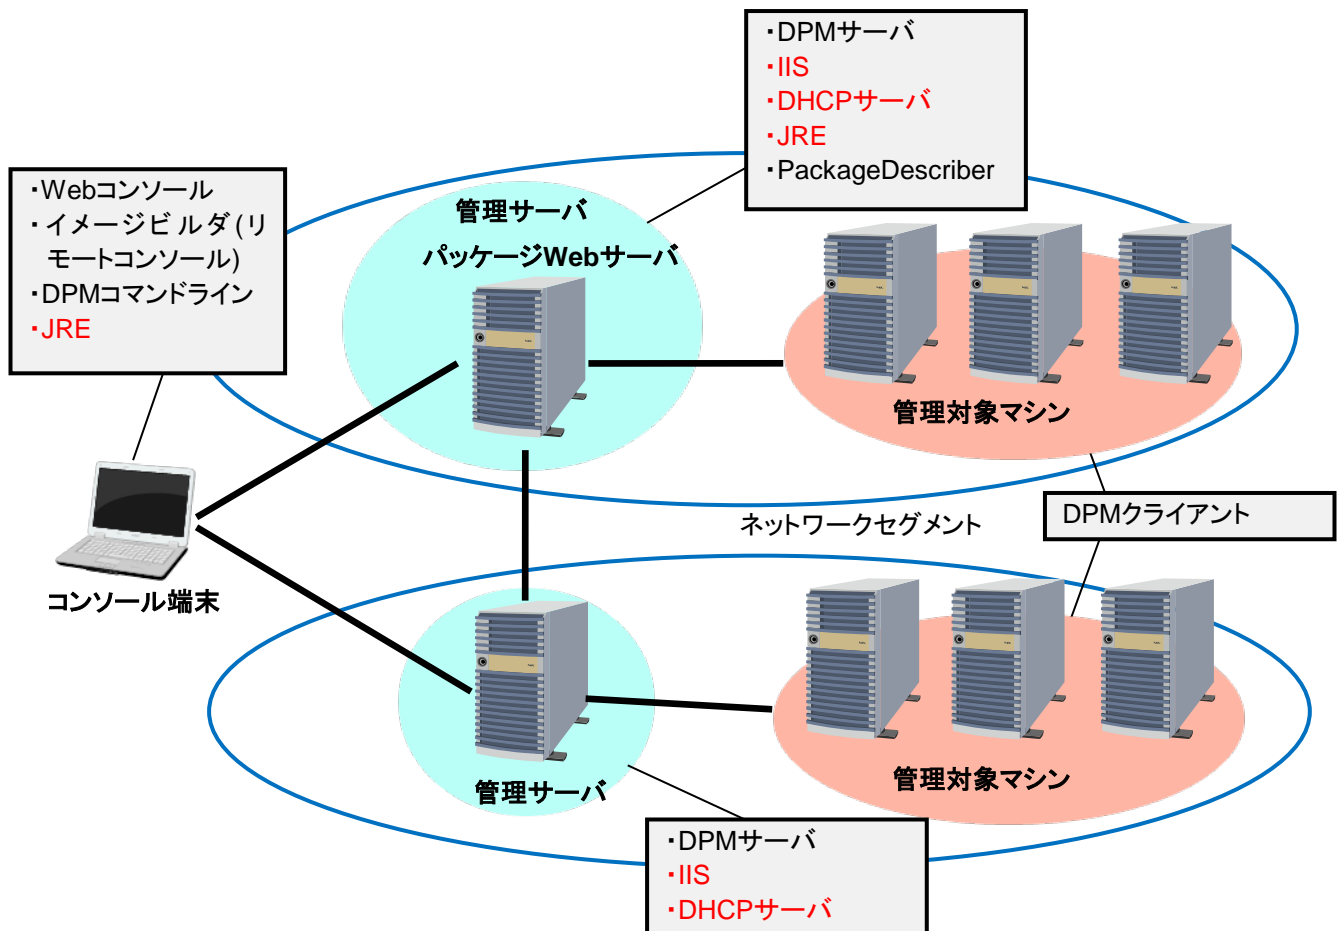 ・DPMサーバ
・IIS
・DHCPサーバ
・JRE
・PackageDescriber
・Webコンソール
・イメージビルダ(リ
モートコンソール)
・DPMコマンドライン
・JRE
管理サーバ
パッケージWebサーバ
管理対象マシン
ネットワークセグメント
DPMクライアント
コンソール端末
管理サーバ
管理対象マシン
・DPMサーバ
・IIS
・DHCPサーバ